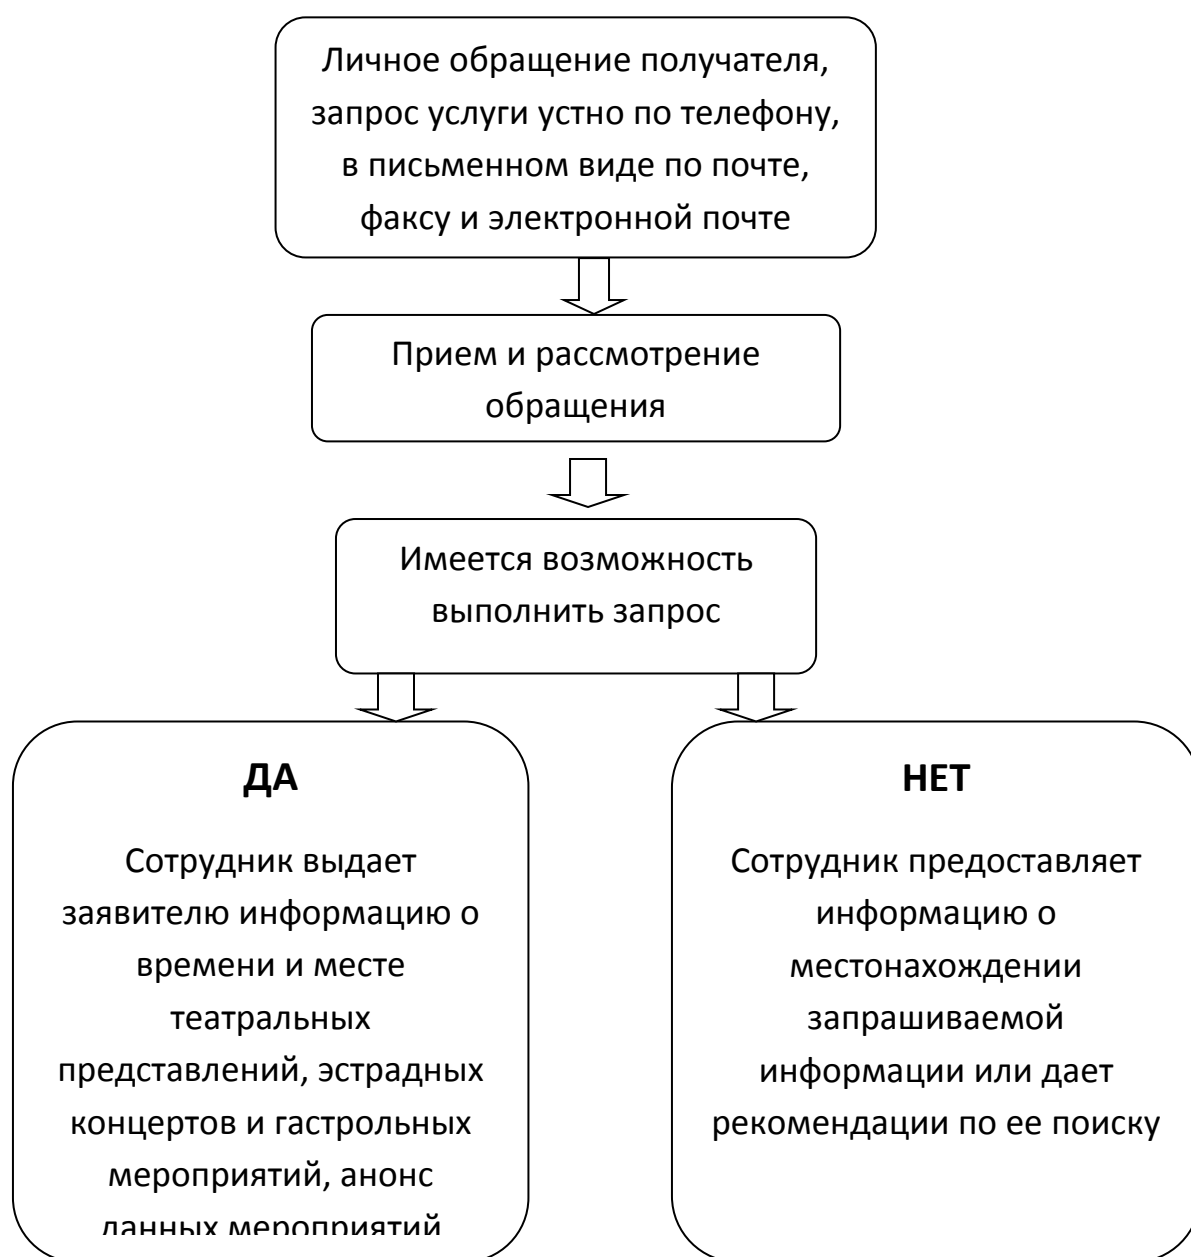 Личное обращение получателя,
запрос услуги устно по телефону,
в письменном виде по почте,
факсу и электронной почте
Прием и рассмотрение
обращения
Имеется возможность
выполнить запрос
ДА
Сотрудник выдает
заявителю информацию о
времени и месте
театральных
представлений, эстрадных
концертов и гастрольных
мероприятий, анонс
данных мероприятий
НЕТ
Сотрудник предоставляет
информацию о
местонахождении
запрашиваемой
информации или дает
рекомендации по ее поиску